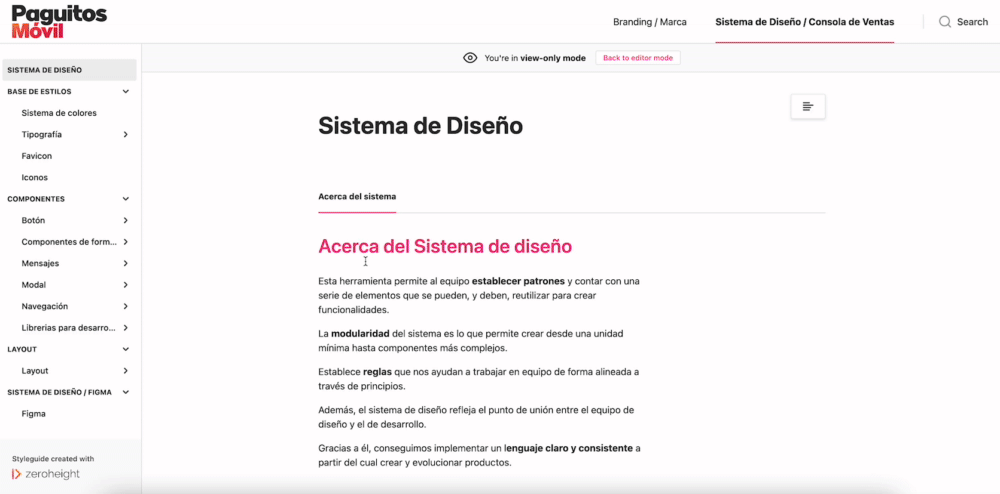 Paguitos
Móvil
Branding / Marca
Sistema de Diseño / Consola de Ventas
Search
You're in view-only mode
Back to editor mode
SISTEMA DE DISEÑO
BASE DE ESTILOS
Sistema de colores
Tipografía
Favicon
Iconos
COMPONENTES
Botón
Componentes de form...
Mensajes
Modal
Navegación
Librerias para desarro...
LAYOUT
Layout
SISTEMA DE DISEÑO / FIGMA
Figma
Styleguide created with
zeroheight
Sistema de Diseño
Acerca del sistema
Acerca del Sistema de diseño
Esta herramienta permite al equipo establecer patrones y contar con una
serie de elementos que se pueden, y deben, reutilizar para crear
funcionalidades.
La modularidad del sistema es lo que permite crear desde una unidad
mínima hasta componentes más complejos.
Establece reglas que nos ayudan a trabajar en equipo de forma alineada a
través de principios.
Además, el sistema de diseño refleja el punto de unión entre el equipo de
diseño y el de desarrollo.
Gracias a él, conseguimos implementar un lenguaje claro y consistente a
partir del cual crear y evolucionar productos.